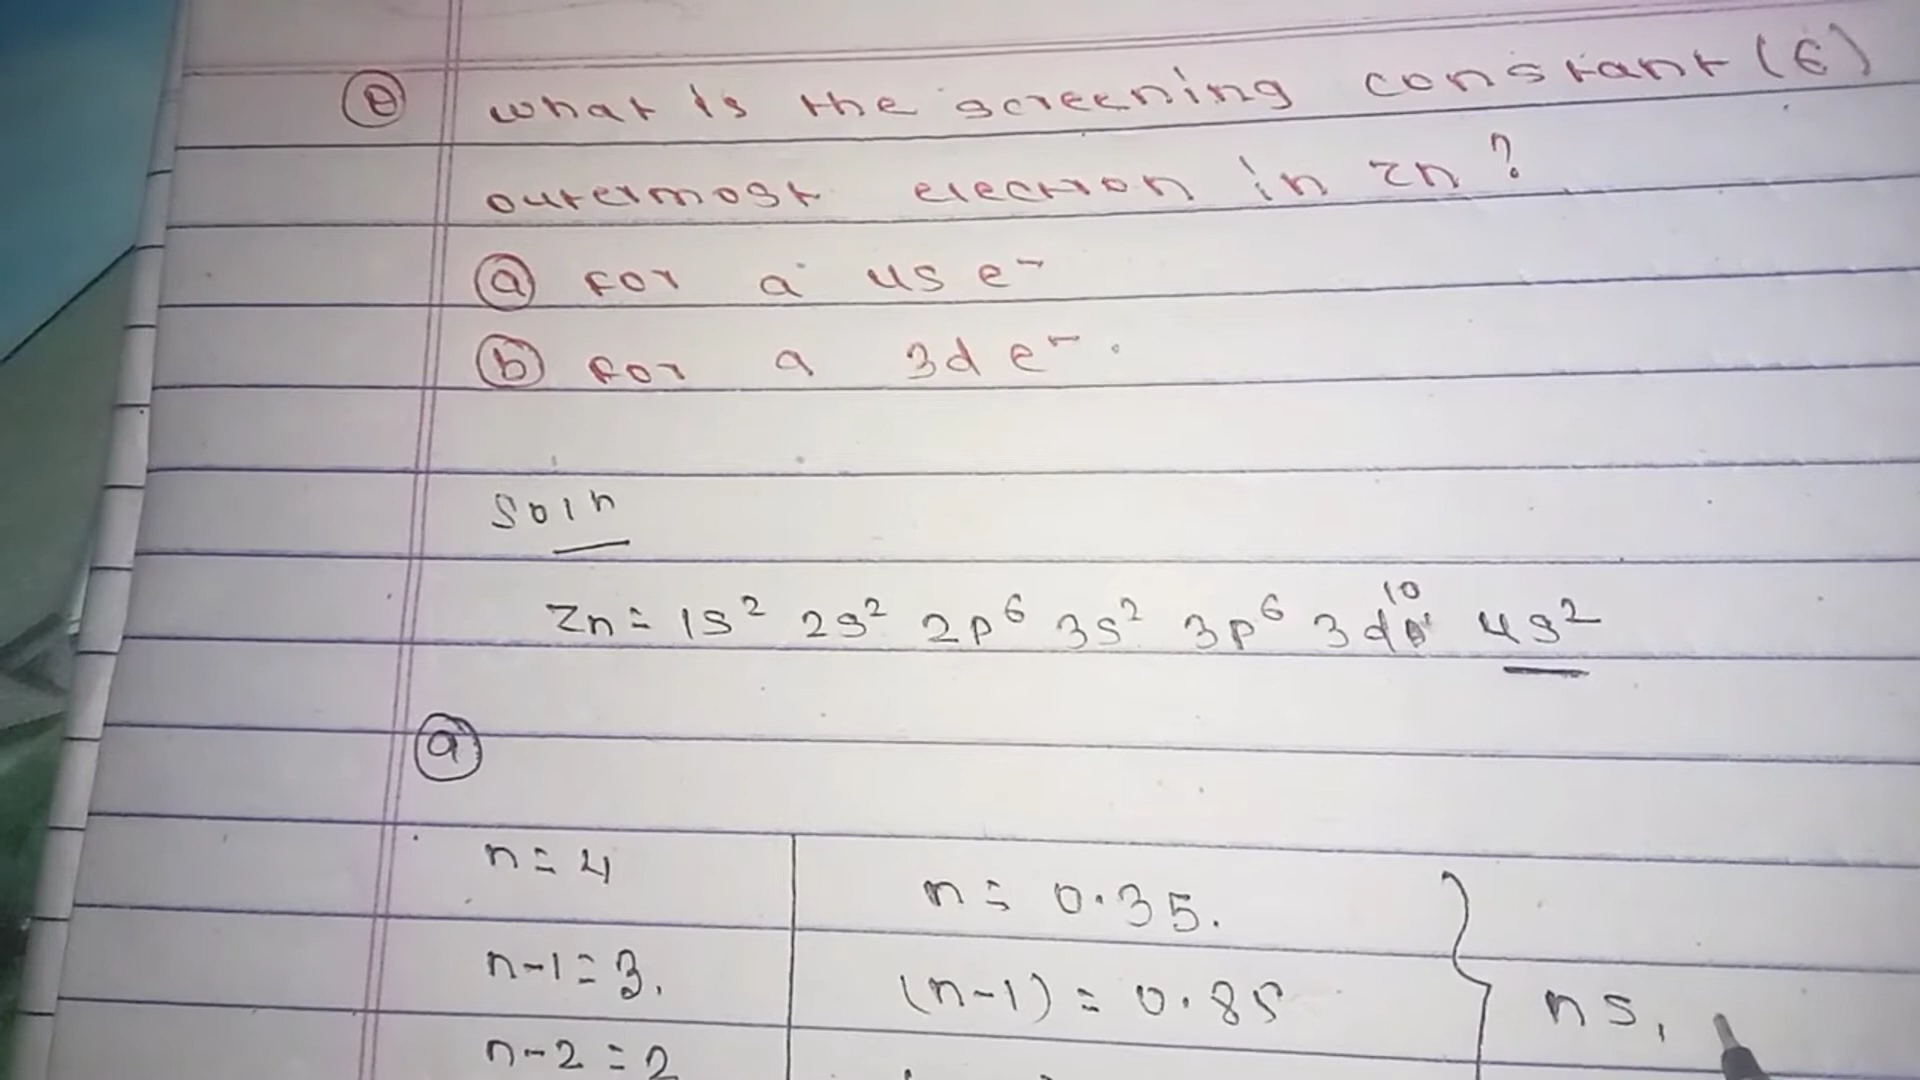 Q what is the screening constant (6)
outermost electron in zn?
a for a 4s e-
b for a 3d e-.
Soln
Zn = 1s² 2s² 2p⁶ 3s² 3p⁶ 3d¹⁰ 4s²
a
n = 4 n = 0.35.
n-1 = 3. (n-1) = 0.85
ns,
n-2 = 2